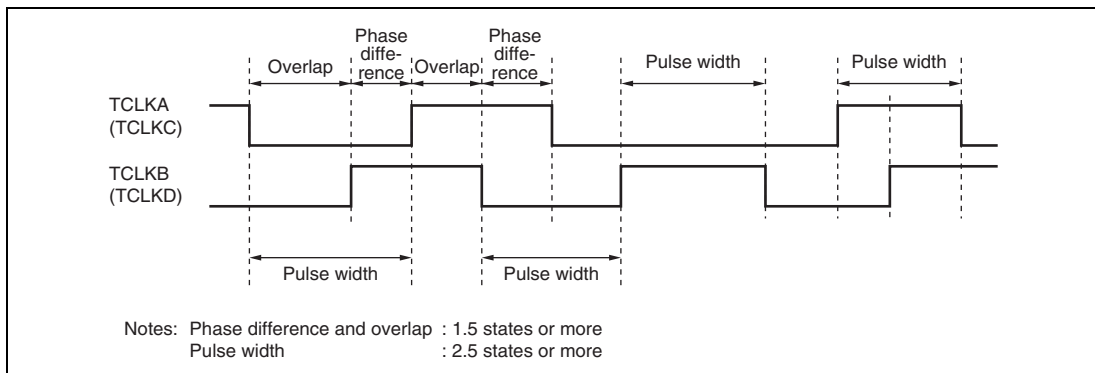 Phase
diffe-
rence
Phase
diffe-
rence
Overlap
Overlap
Pulse width
Pulse width
TCLKA
(TCLKC)
TCLKB
(TCLKD)
Pulse width
Pulse width
Notes: Phase difference and overlap : 1.5 states or more
Pulse width : 2.5 states or more